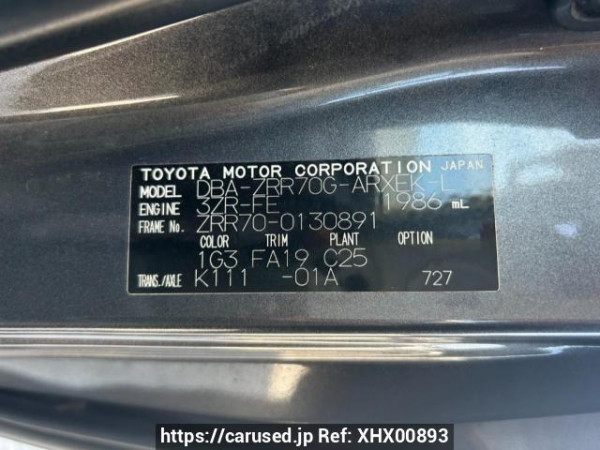 TOYOTA MOTOR CORPORATION JAPAN
MODEL DBA-ZRR70G-ARXEK-L
ENGINE 3ZR-FE 1986 mL
FRAME No. ZRR70-0130891
COLOR TRIM PLANT OPTION
1G3 FA19 C25
TRANS./AXLE K111 -01A 727
https://carused.jp Ref: XHX00893